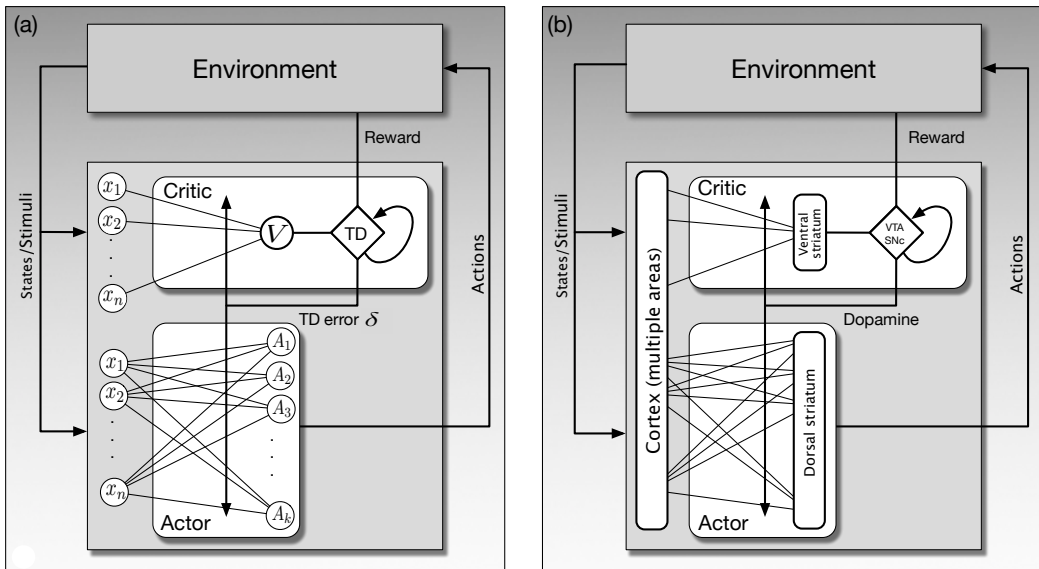 (a)
Environment
Reward
States/Stimuli
Actions
Critic
x1
x2
xn
V
TD
TD error δ
x1
x2
xn
A1
A2
A3
Ak
Actor
(b)
Environment
Reward
States/Stimuli
Actions
Cortex (multiple areas)
Critic
Ventral
striatum
VTA
SNc
Dopamine
Dorsal striatum
Actor